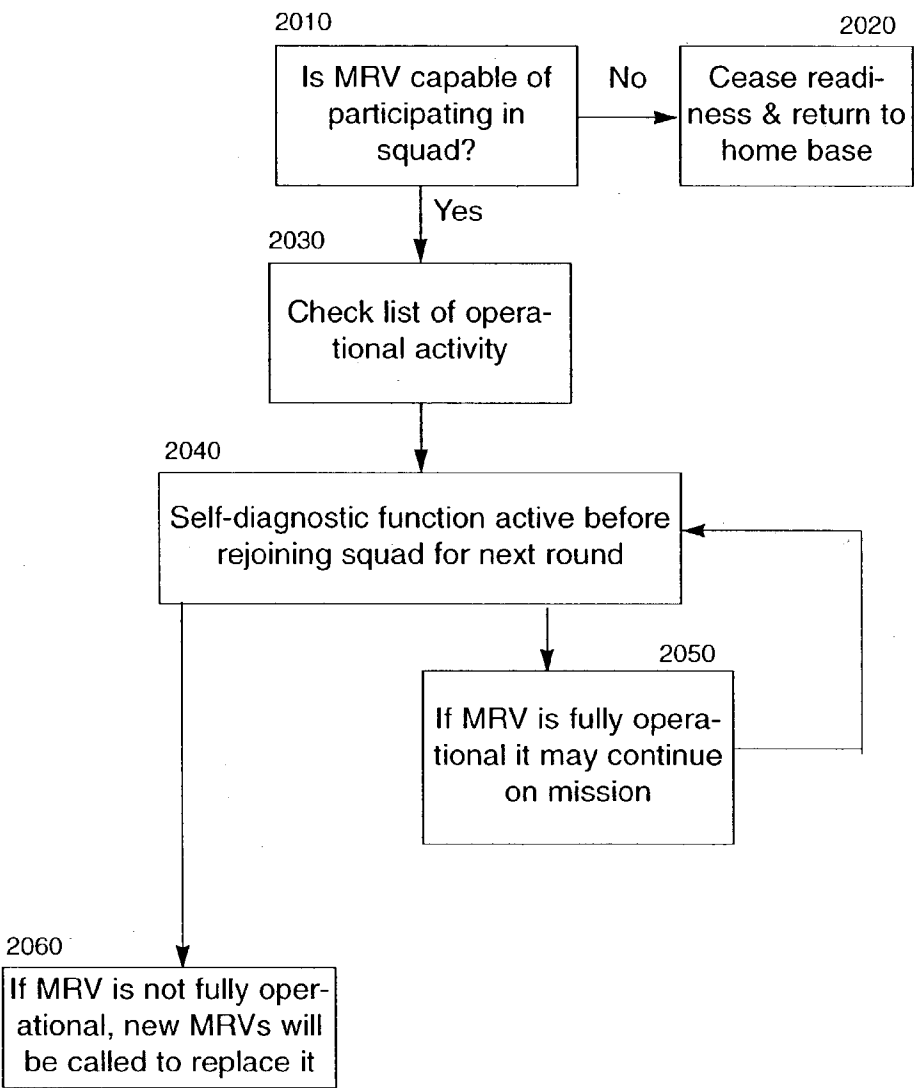 2010
Is MRV capable of
participating in
squad?
No
2020
Cease readi-
ness & return to
home base
Yes
2030
Check list of opera-
tional activity
2040
Self-diagnostic function active before
rejoining squad for next round
2050
If MRV is fully opera-
tional it may continue
on mission
2060
If MRV is not fully oper-
ational, new MRVs will
be called to replace it